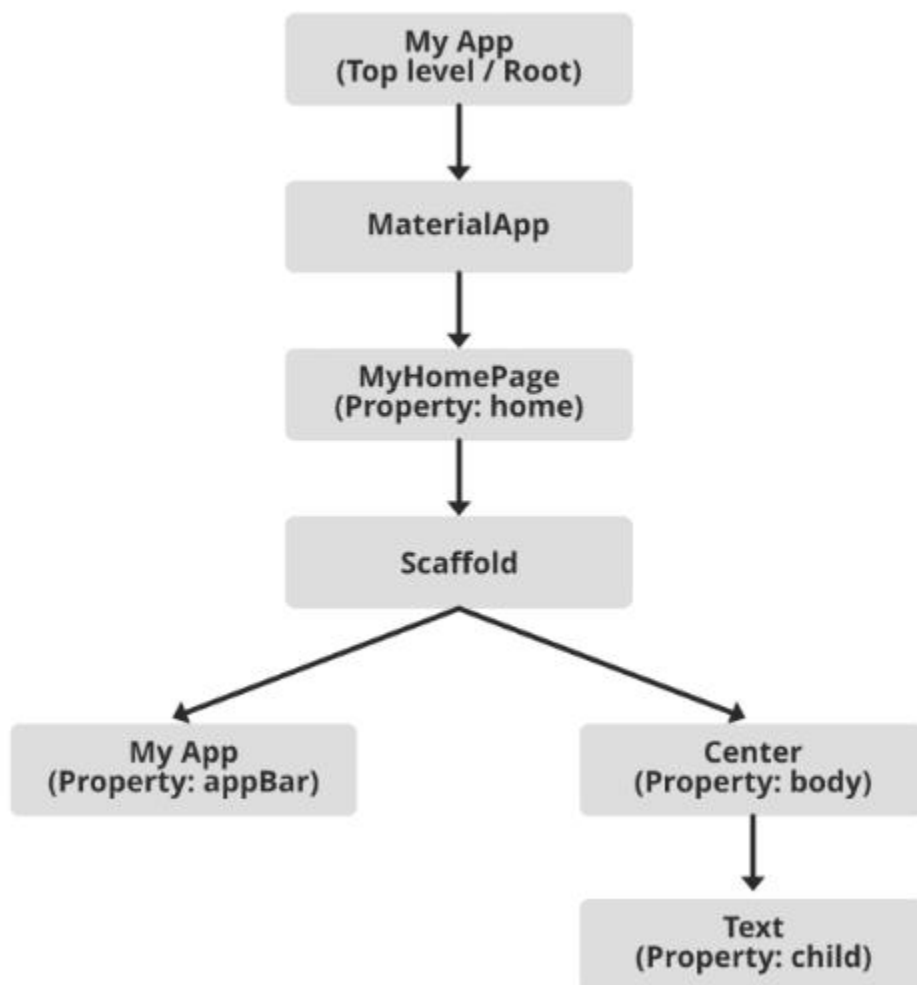 My App
(Top level / Root)
MaterialApp
MyHomePage
(Property: home)
Scaffold
My App
(Property: appBar)
Center
(Property: body)
Text
(Property: child)